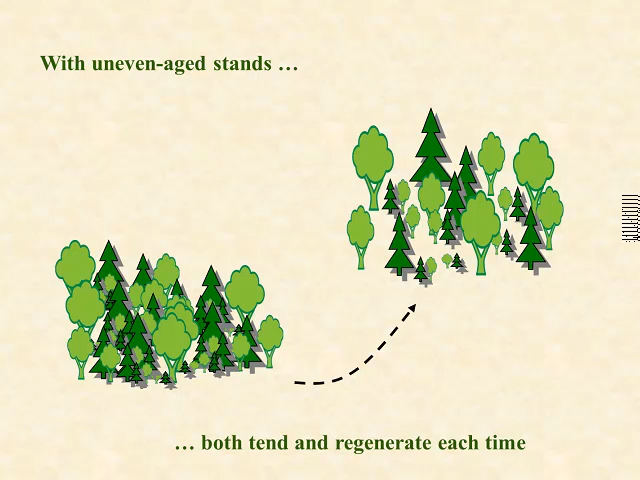 With uneven-aged stands …
… both tend and regenerate each time